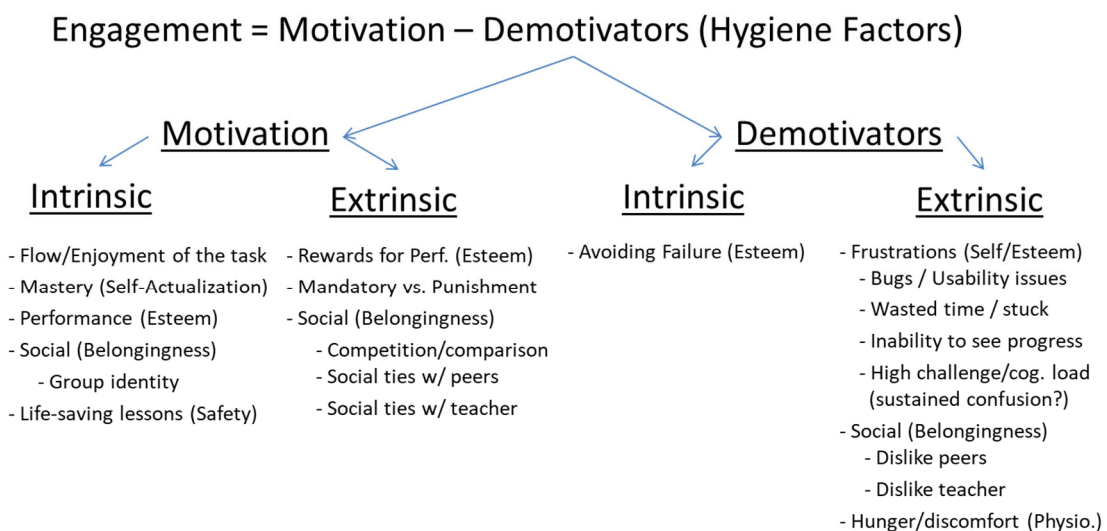 Engagement = Motivation – Demotivators (Hygiene Factors)
Motivation
Demotivators
Intrinsic
- Flow/Enjoyment of the task
- Mastery (Self-Actualization)
- Performance (Esteem)
- Social (Belongingness)
- Group identity
- Life-saving lessons (Safety)
Extrinsic
- Rewards for Perf. (Esteem)
- Mandatory vs. Punishment
- Social (Belongingness)
- Competition/comparison
- Social ties w/ peers
- Social ties w/ teacher
Intrinsic
- Avoiding Failure (Esteem)
Extrinsic
- Frustrations (Self/Esteem)
- Bugs / Usability issues
- Wasted time / stuck
- Inability to see progress
- High challenge/cog. load
(sustained confusion?)
- Social (Belongingness)
- Dislike peers
- Dislike teacher
- Hunger/discomfort (Physio.)